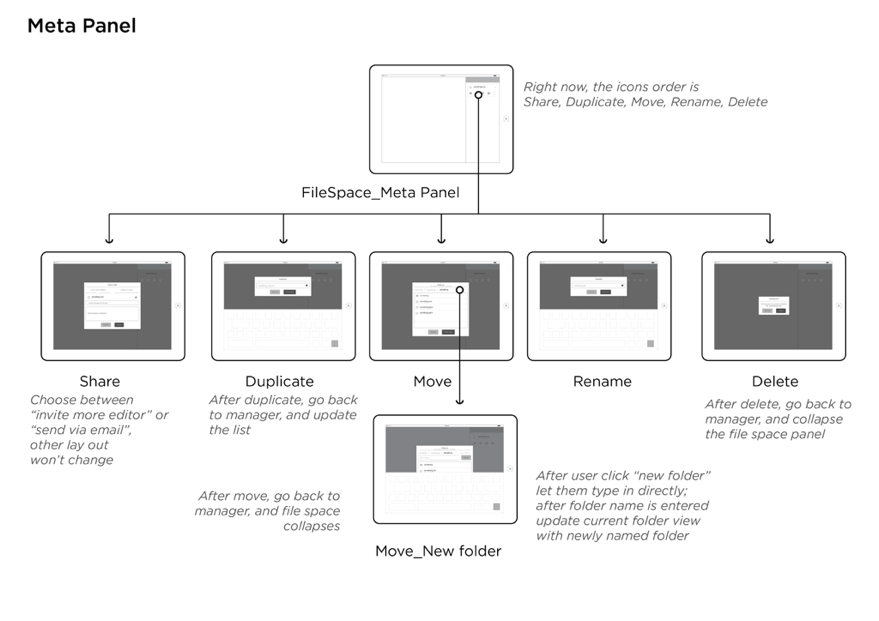 Meta Panel
Right now, the icons order is
Share, Duplicate, Move, Rename, Delete
FileSpace_Meta Panel
Share
Choose between
“invite more editor” or
“send via email”,
other lay out
won’t change
Duplicate
After duplicate, go back
to manager, and update
the list
Move
Rename
Delete
After delete, go back to
manager, and collapse
the file space panel
After move, go back to
manager, and file space
collapses
Move_New folder
After user click “new folder”
let them type in directly;
after folder name is entered
update current folder view
with newly named folder